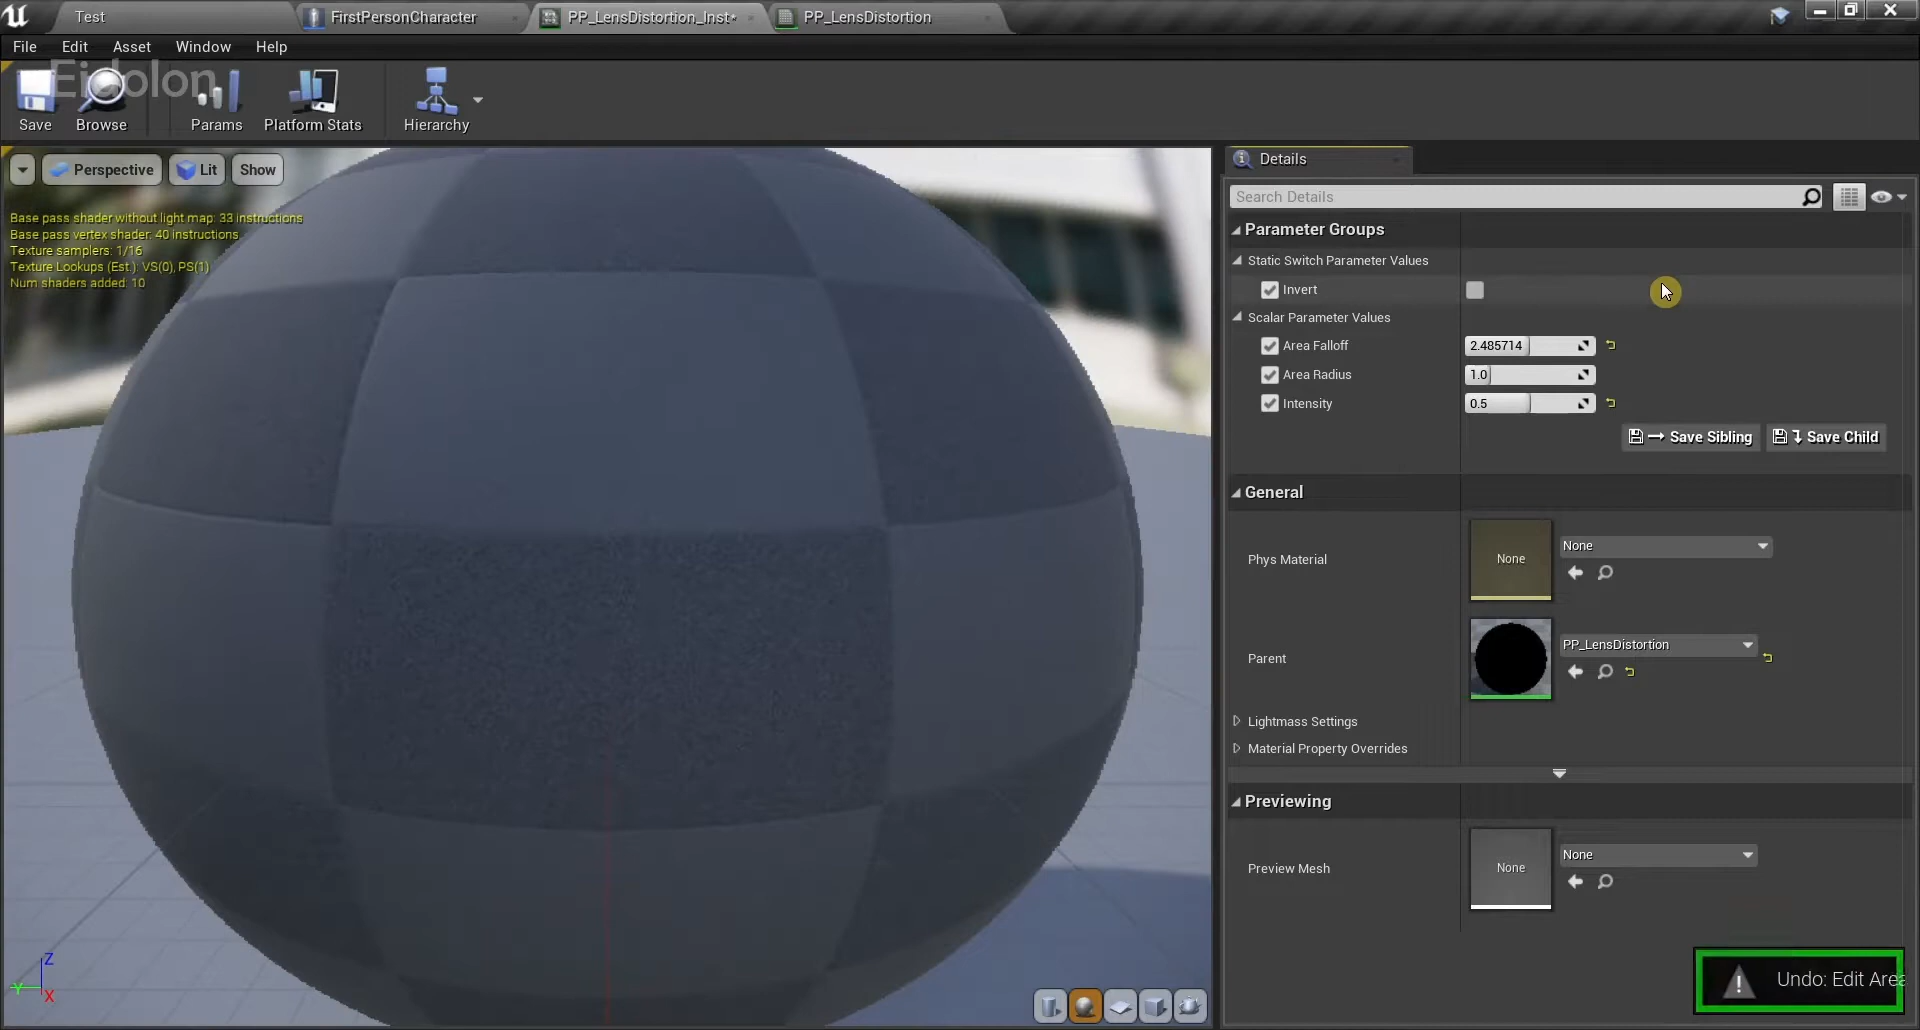 Test
FirstPersonCharacter
PP_LensDistortion_Inst*
PP_LensDistortion
File
Edit
Asset
Window
Help
Eidolon
Save
Browse
Params
Platform Stats
Hierarchy
Perspective
Lit
Show
Base pass shader without light map: 33 instructions
Base pass vertex shader: 40 instructions
Texture samplers: 1/16
Texture Lookups (Est.): VS(0), PS(1)
Num shaders added: 10
Z
Y
X
Details
Search Details
Parameter Groups
Static Switch Parameter Values
Invert
Scalar Parameter Values
Area Falloff
2.485714
Area Radius
1.0
Intensity
0.5
Save Sibling
Save Child
General
Phys Material
None
None
Parent
PP_LensDistortion
Lightmass Settings
Material Property Overrides
Previewing
Preview Mesh
None
None
Undo: Edit Area